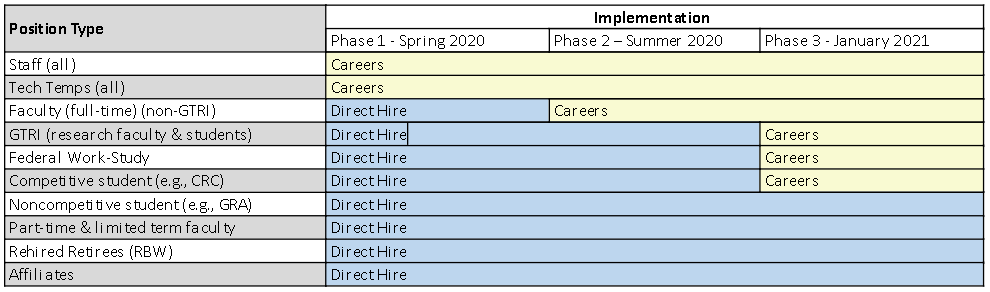 Position Type
Implementation
Phase 1 - Spring 2020 Phase 2 – Summer 2020 Phase 3 - January 2021
Staff (all) Careers
Tech Temps (all) Careers
Faculty (full-time) (non-GTRI) Direct Hire Careers
GTRI (research faculty & students) Direct Hire Careers
Federal Work-Study Direct Hire Careers
Competitive student (e.g., CRC) Direct Hire Careers
Noncompetitive student (e.g., GRA) Direct Hire
Part-time & limited term faculty Direct Hire
Rehired Retirees (RBW) Direct Hire
Affiliates Direct Hire